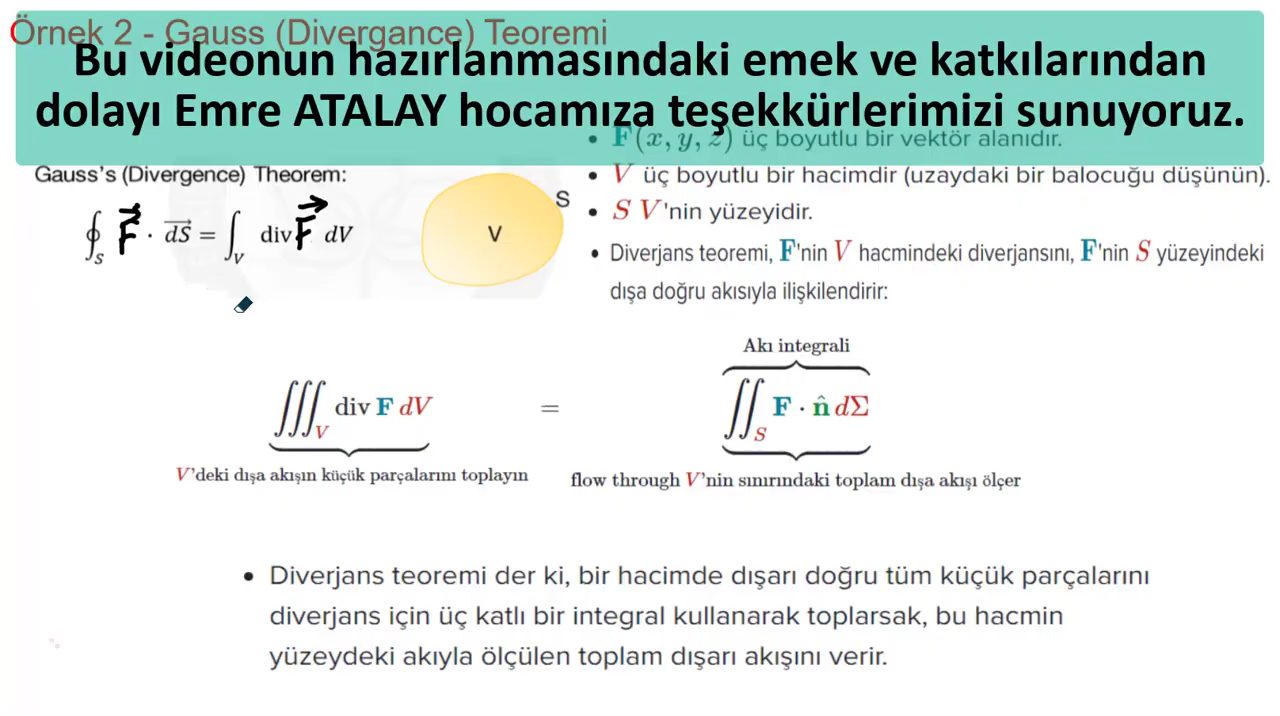 Örnek 2 - Gauss (Divergance) Teoremi
Bu videonun hazırlanmasındaki emek ve katkılarından
dolayı Emre ATALAY hocamıza teşekkürlerimizi sunuyoruz.
• F(x, y, z) üç boyutlu bir vektör alanıdır.
Gauss's (Divergence) Theorem:
∮_S F⃗ · dS⃗ = ∫_V div F⃗ dV
V
S
• V üç boyutlu bir hacimdir (uzaydaki bir balocuğu düşünün).
• S V'nin yüzeyidir.
• Diverjans teoremi, F'nin V hacmindeki diverjansını, F'nin S yüzeyindeki
dışa doğru akısıyla ilişkilendirir:
Akı integrali
∭_V div F dV = ∬_S F · n̂ dΣ
V'deki dışa akışın küçük parçalarını toplayın
flow through V'nin sınırındaki toplam dışa akışı ölçer
• Diverjans teoremi der ki, bir hacimde dışarı doğru tüm küçük parçalarını
diverjans için üç katlı bir integral kullanarak toplarsak, bu hacmin
yüzeydeki akıyla ölçülen toplam dışarı akışını verir.